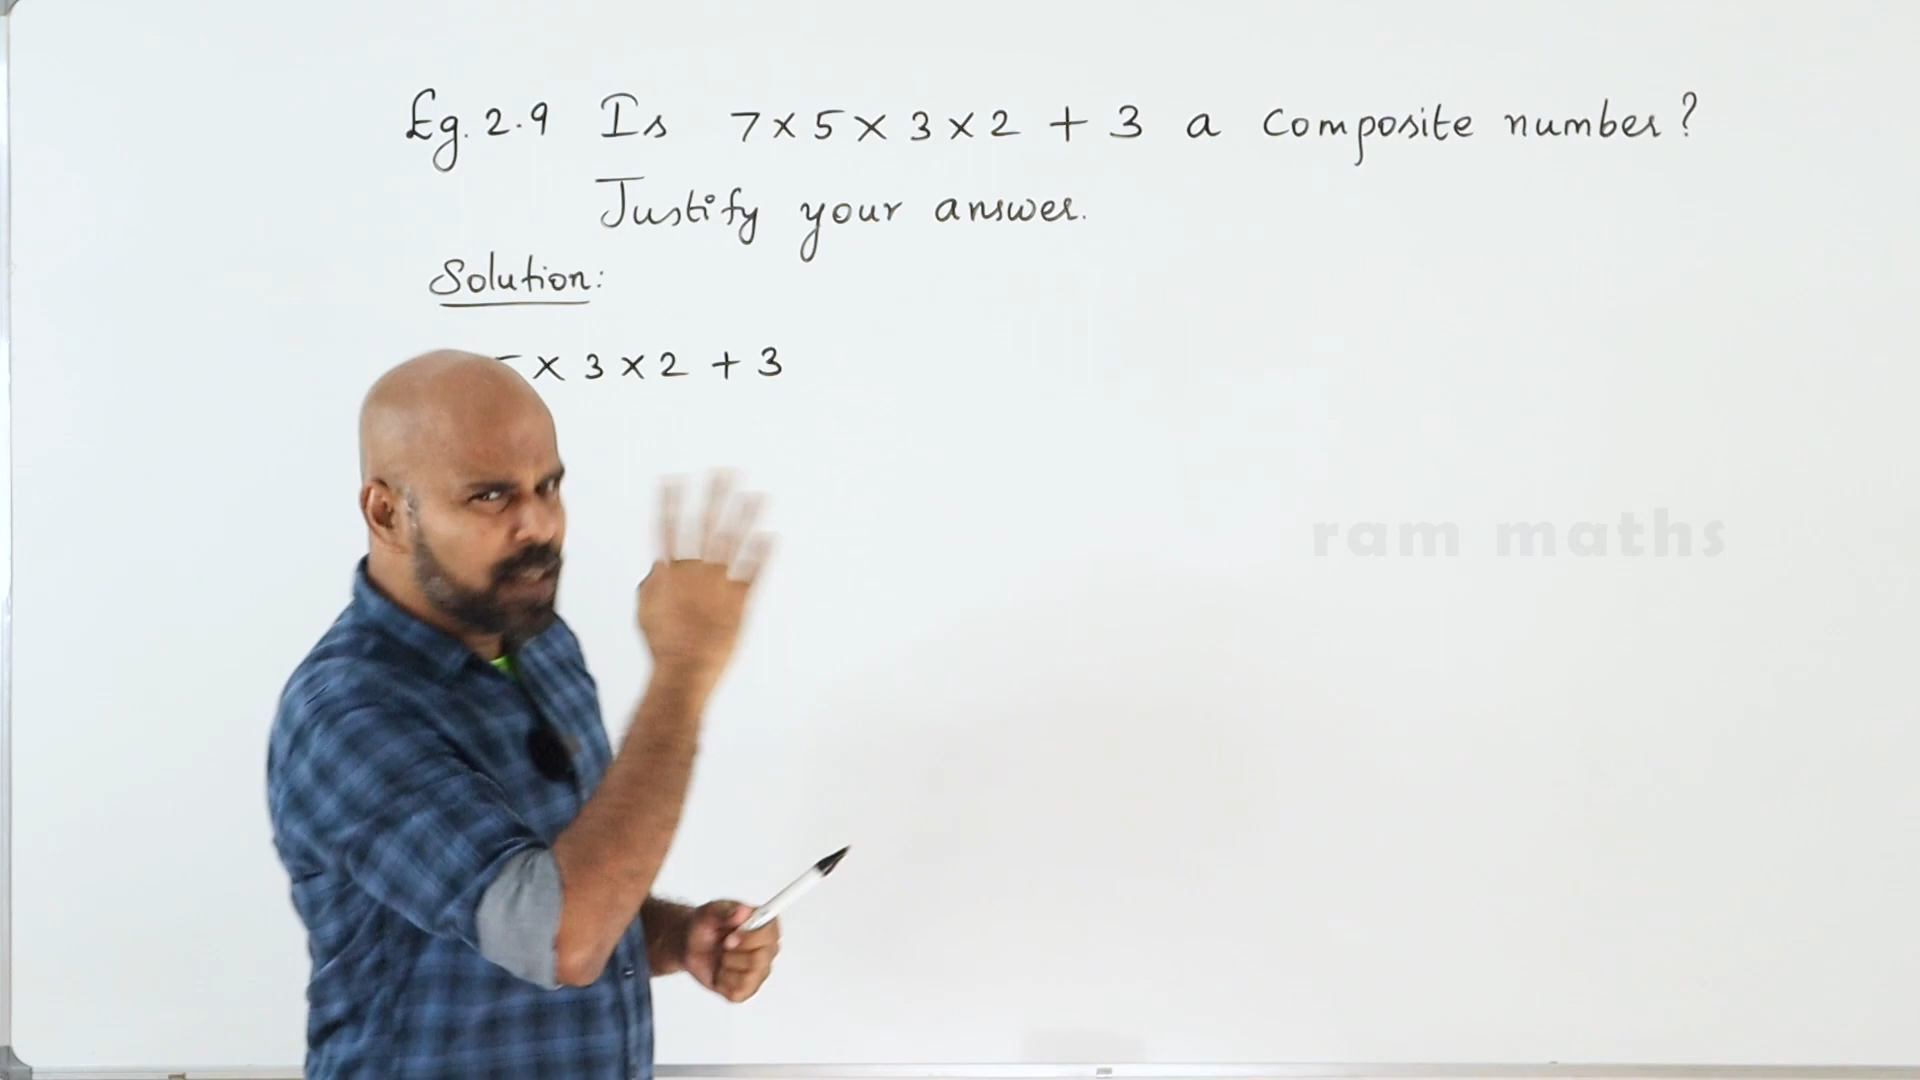 Eg. 2.9 Is 7 × 5 × 3 × 2 + 3 a composite number?
Justify your answer.
Solution:
× 3 × 2 + 3
ram maths